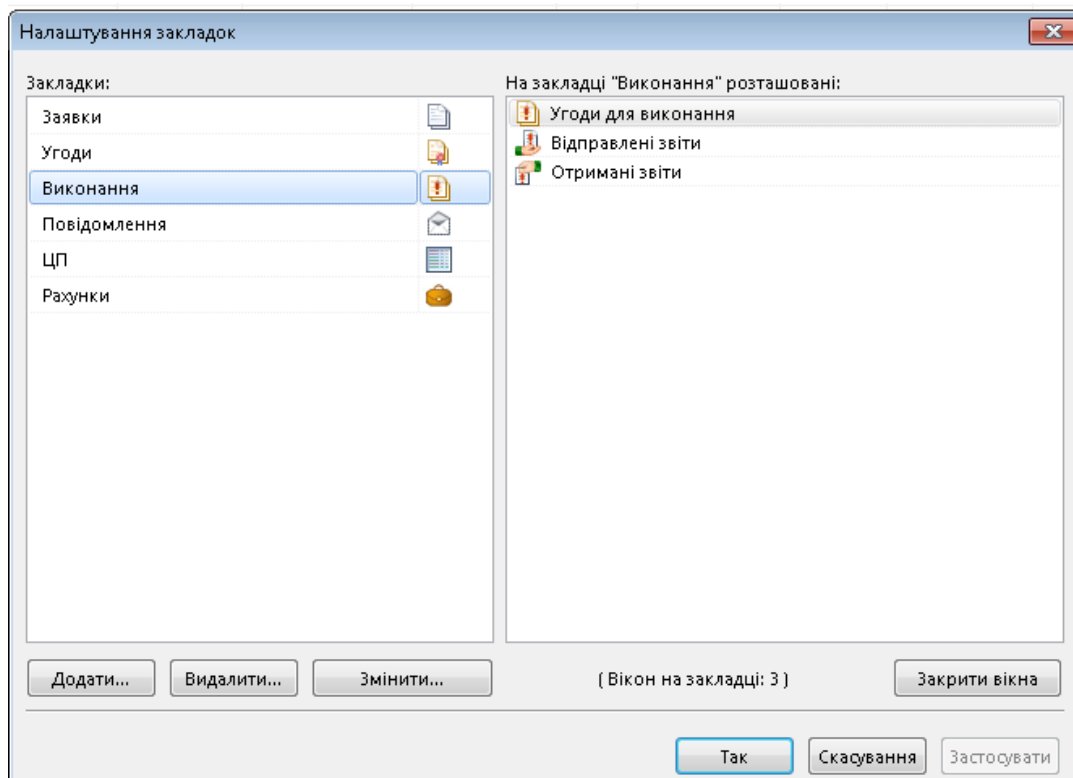 Налаштування закладок
Закладки:
Заявки
Угоди
Виконання
Повідомлення
ЦП
Рахунки
На закладці "Виконання" розташовані:
Угоди для виконання
Відправлені звіти
Отримані звіти
Додати... Видалити... Змінити... ( Вікон на закладці: 3 ) Закрити вікна
Так Скасування Застосувати